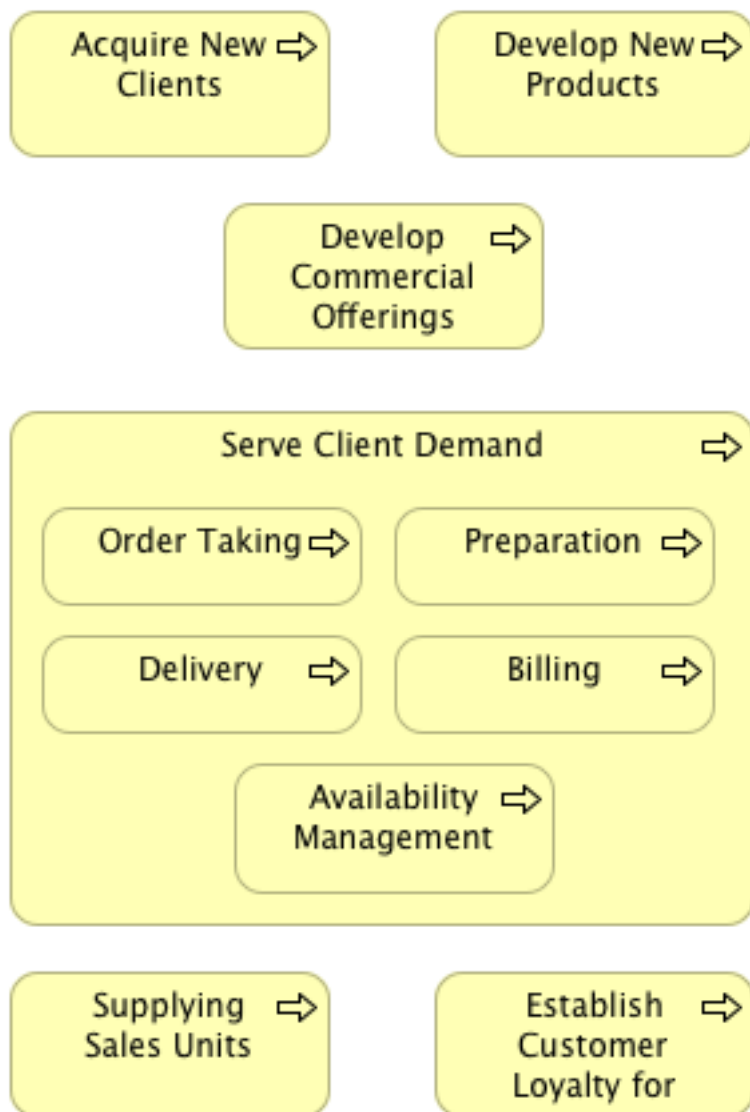 Acquire New
Clients
Develop New
Products
Develop
Commercial
Offerings
Serve Client Demand
Order Taking
Preparation
Delivery
Billing
Availability
Management
Supplying
Sales Units
Establish
Customer
Loyalty for